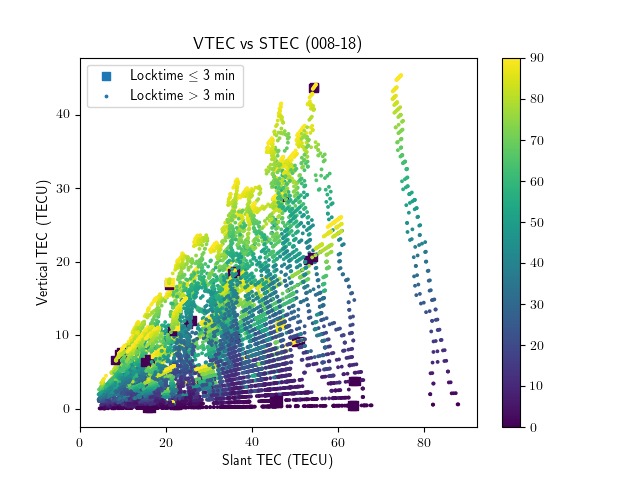 VTEC vs STEC (008-18)
Locktime ≤ 3 min
Locktime > 3 min
Vertical TEC (TECU)
40
30
20
10
0
0 20 40 60 80
Slant TEC (TECU)
90
80
70
60
50
40
30
20
10
0